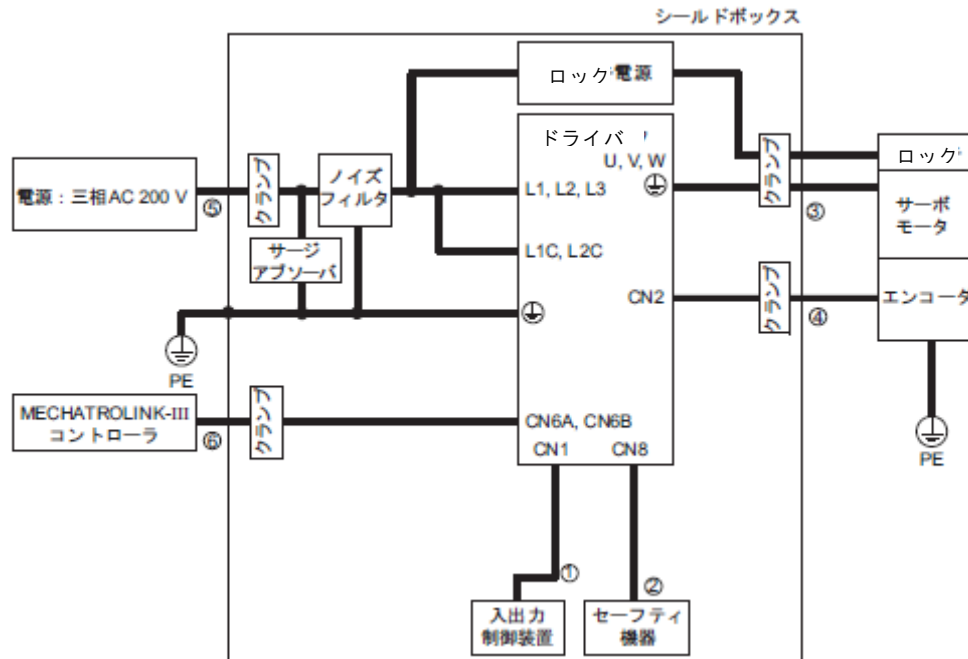 シールドボックス
ロック電源
ドライバ
U, V, W
クランプ
ロック
電源：三相AC 200 V
⑤
クランプ
ノイズ
フィルタ
L1, L2, L3
③
サーボ
モータ
サージ
アブソーバ
L1C, L2C
CN2
クランプ
④
エンコータ
PE
MECHATROLINK-III
コントローラ
⑥
クランプ
CN6A, CN6B
CN1
CN8
PE
①
②
入出力
制御装置
セーフティ
機器